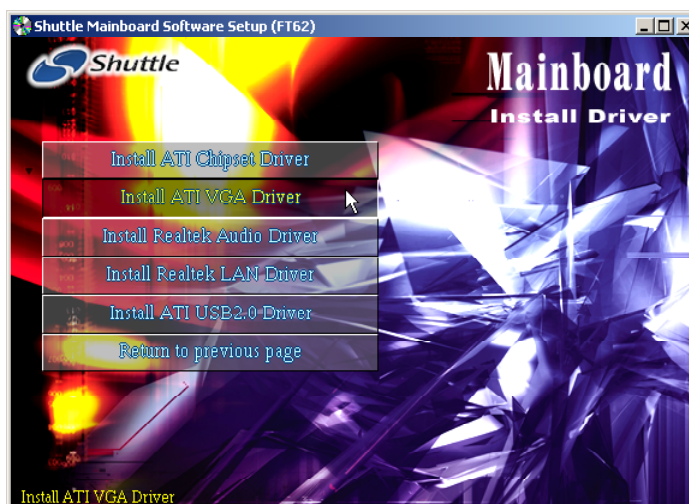 Shuttle Mainboard Software Setup (FT62)
Shuttle
Mainboard
Install Driver
Install ATI Chipset Driver
Install ATI VGA Driver
Install Realtek Audio Driver
Install Realtek LAN Driver
Install ATI USB2.0 Driver
Return to previous page
Install ATI VGA Driver